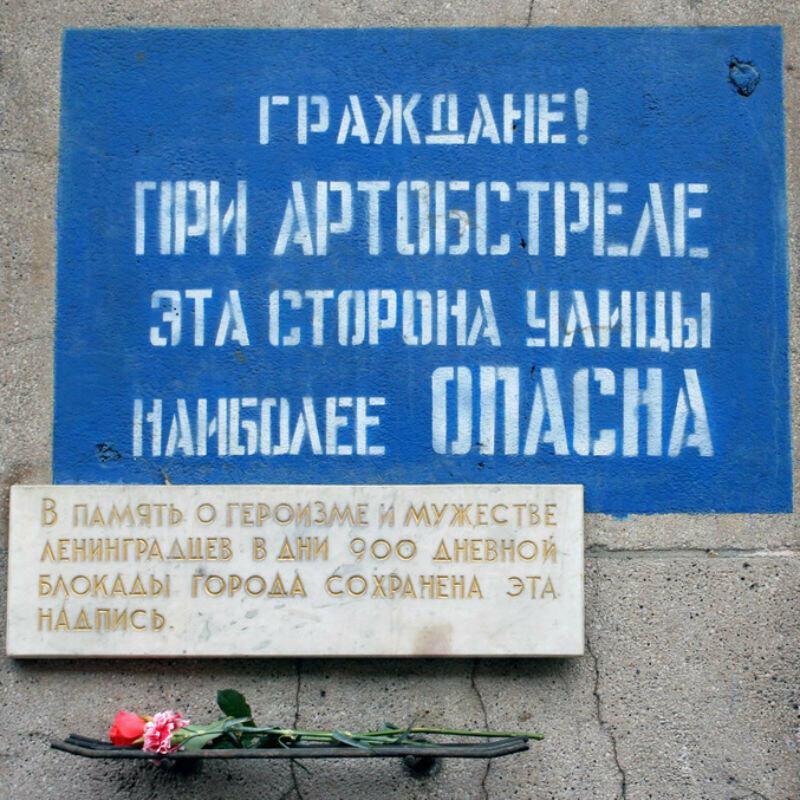 ГРАЖДАНЕ!
ПРИ АРТОБСТРЕЛЕ
ЭТА СТОРОНА УЛИЦЫ
НАИБОЛЕЕ ОПАСНА
В ПАМЯТЬ О ГЕРОИЗМЕ И МУЖЕСТВЕ
ЛЕНИНГРАДЦЕВ В ДНИ 900 ДНЕВНОЙ
БЛОКАДЫ ГОРОДА СОХРАНЕНА ЭТА
НАДПИСЬ.